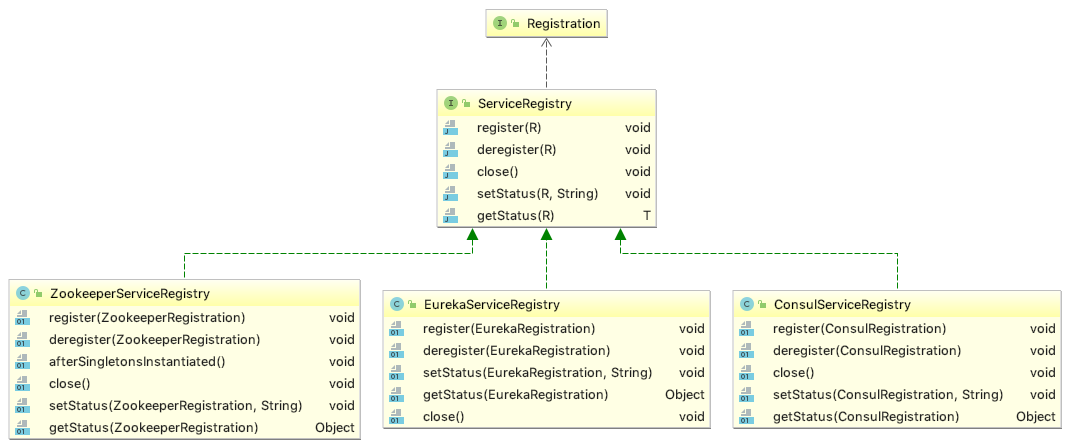 Registration
ServiceRegistry
register(R) void
deregister(R) void
close() void
setStatus(R, String) void
getStatus(R) T
ZookeeperServiceRegistry
register(ZookeeperRegistration) void
deregister(ZookeeperRegistration) void
afterSingletonsInstantiated() void
close() void
setStatus(ZookeeperRegistration, String) void
getStatus(ZookeeperRegistration) Object
EurekaServiceRegistry
register(EurekaRegistration) void
deregister(EurekaRegistration) void
setStatus(EurekaRegistration, String) void
getStatus(EurekaRegistration) Object
close() void
ConsulServiceRegistry
register(ConsulRegistration) void
deregister(ConsulRegistration) void
close() void
setStatus(ConsulRegistration, String) void
getStatus(ConsulRegistration) Object